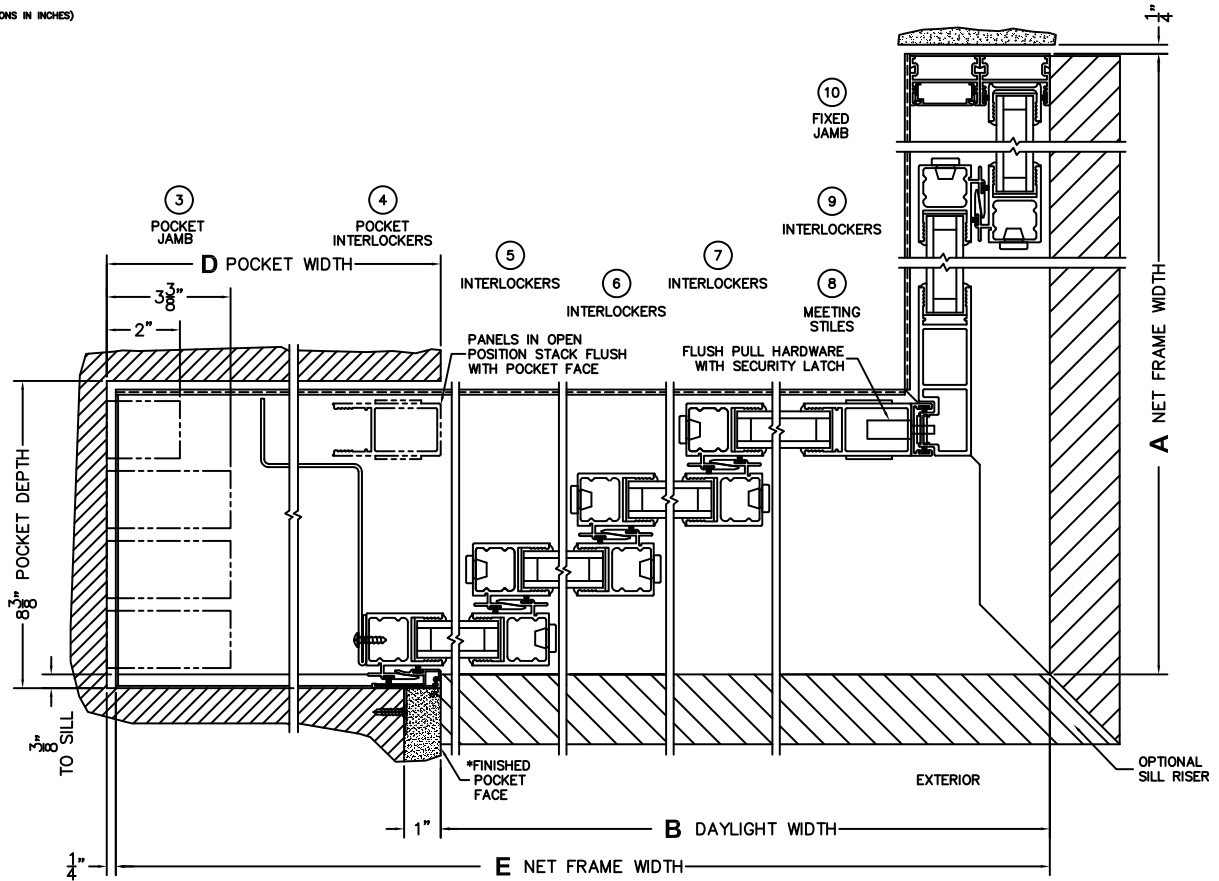 ONS IN INCHES)
1/4"
10
FIXED
JAMB
3
POCKET
JAMB
4
POCKET
INTERLOCKERS
9
INTERLOCKERS
D POCKET WIDTH
5
INTERLOCKERS
7
INTERLOCKERS
3 3/8"
6
INTERLOCKERS
8
MEETING
STILES
2"
PANELS IN OPEN
POSITION STACK FLUSH
WITH POCKET FACE
FLUSH PULL HARDWARE
WITH SECURITY LATCH
A NET FRAME WIDTH
8 3/8" POCKET DEPTH
3/8"
TO SILL
*FINISHED
POCKET
FACE
EXTERIOR
OPTIONAL
SILL RISER
1"
B DAYLIGHT WIDTH
1/4"
E NET FRAME WIDTH